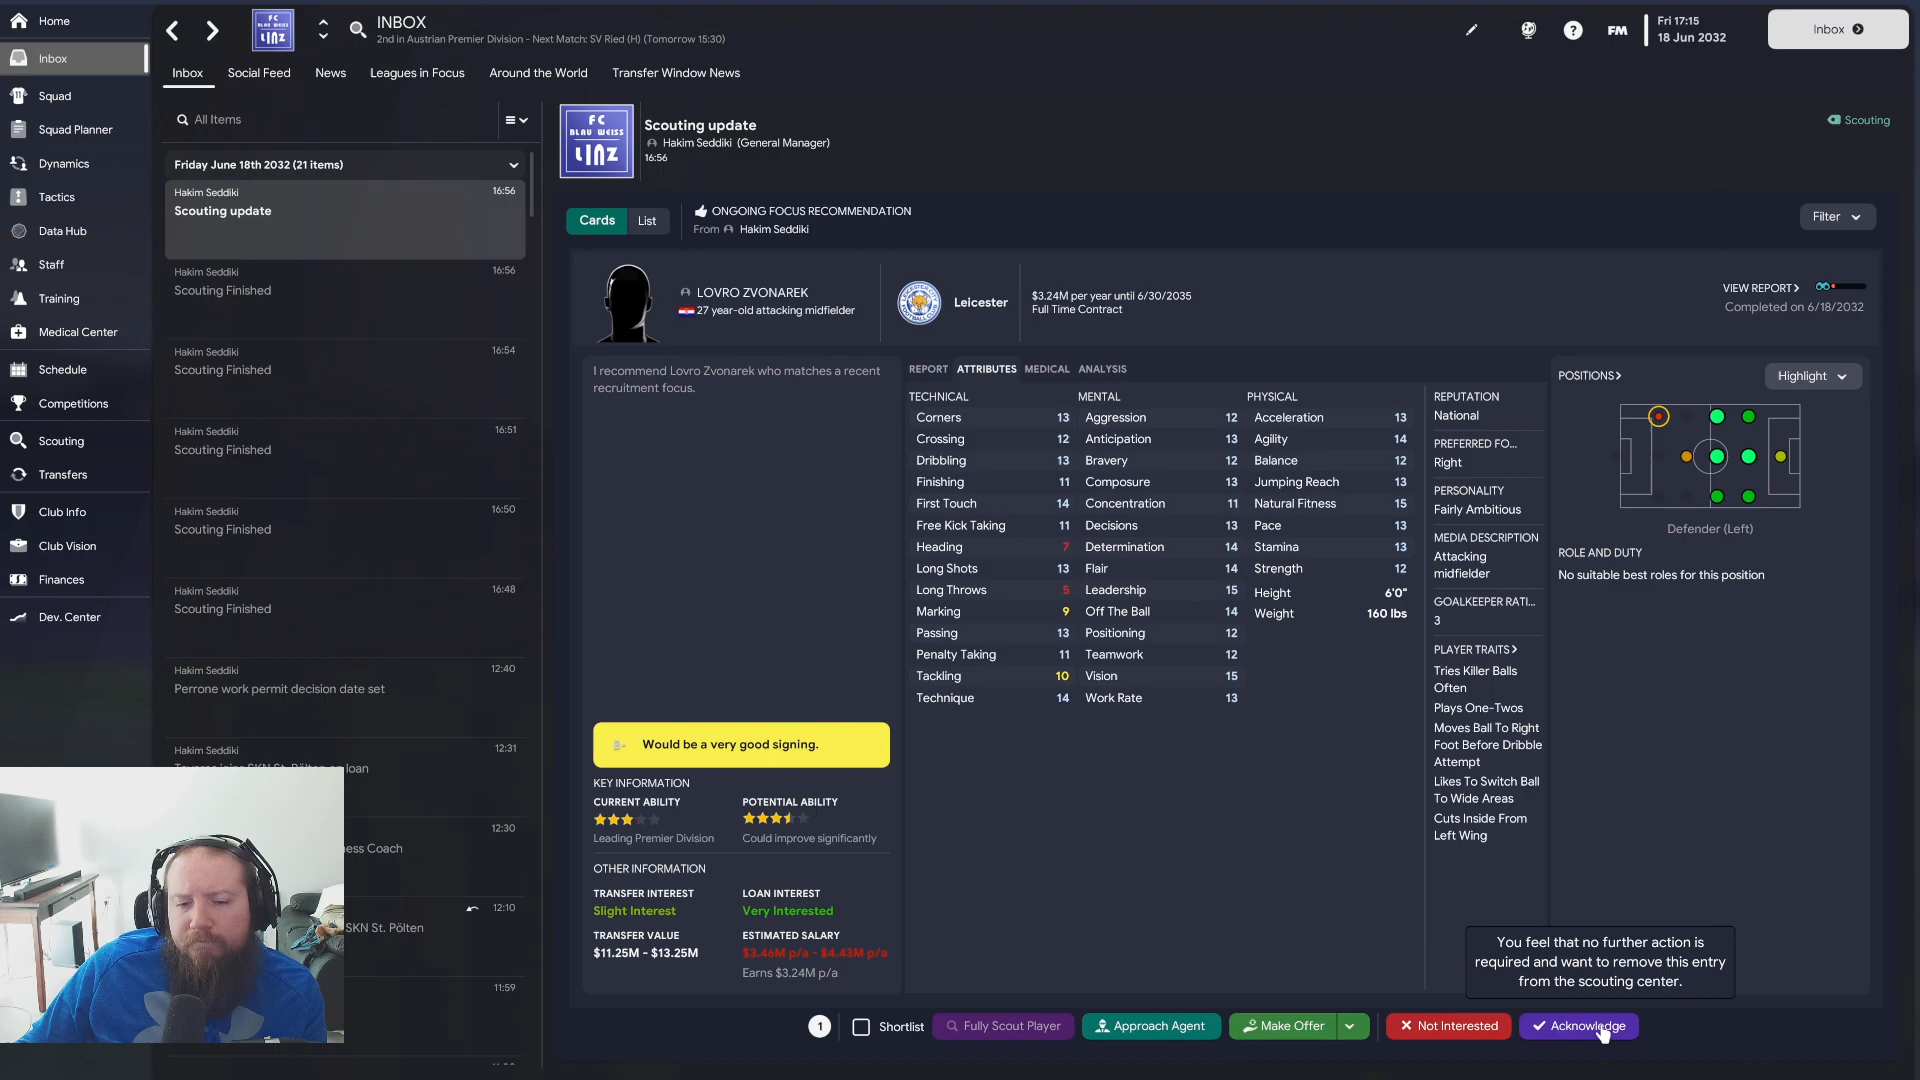 Home
Inbox
Squad
Squad Planner
Dynamics
Tactics
Data Hub
Staff
Training
Medical Center
Schedule
Competitions
Scouting
Transfers
Club Info
Club Vision
Finances
Dev. Center
FC
BLAU WEISS
LINZ
INBOX
2nd in Austrian Premier Division - Next Match: SV Ried (H) (Tomorrow 15:30)
FM
Fri 17:15
18 Jun 2032
Inbox
Inbox Social Feed News Leagues in Focus Around the World Transfer Window News
All Items
Friday June 18th 2032 (21 items)
Hakim Seddiki 16:56
Scouting update
Hakim Seddiki 16:56
Scouting Finished
Hakim Seddiki 16:54
Scouting Finished
Hakim Seddiki 16:51
Scouting Finished
Hakim Seddiki 16:50
Scouting Finished
Hakim Seddiki 16:48
Scouting Finished
Hakim Seddiki 12:40
Perrone work permit decision date set
Hakim Seddiki 12:31
joins SKN St. Pölten on loan
12:30
Coach
12:10
SKN St. Pölten
11:59
FC
BLAU WEISS
LINZ
Scouting update
Hakim Seddiki (General Manager)
16:56
Scouting
Cards List
ONGOING FOCUS RECOMMENDATION
From Hakim Seddiki
Filter
LOVRO ZVONAREK
27 year-old attacking midfielder
Leicester
$3.24M per year until 6/30/2035
Full Time Contract
VIEW REPORT
Completed on 6/18/2032
I recommend Lovro Zvonarek who matches a recent
recruitment focus.
Would be a very good signing.
KEY INFORMATION
CURRENT ABILITY POTENTIAL ABILITY
Leading Premier Division Could improve significantly
OTHER INFORMATION
TRANSFER INTEREST LOAN INTEREST
Slight Interest Very Interested
TRANSFER VALUE ESTIMATED SALARY
$11.25M - $13.25M $3.46M p/a - $4.43M p/a
Earns $3.24M p/a
REPORT ATTRIBUTES MEDICAL ANALYSIS
TECHNICAL MENTAL PHYSICAL
Corners 13 Aggression 12 Acceleration 13
Crossing 12 Anticipation 13 Agility 14
Dribbling 13 Bravery 12 Balance 12
Finishing 11 Composure 13 Jumping Reach 13
First Touch 14 Concentration 11 Natural Fitness 15
Free Kick Taking 11 Decisions 13 Pace 13
Heading 7 Determination 14 Stamina 13
Long Shots 13 Flair 14 Strength 12
Long Throws 5 Leadership 15 Height 6'0"
Marking 9 Off The Ball 14 Weight 160 lbs
Passing 13 Positioning 12
Penalty Taking 11 Teamwork 12
Tackling 10 Vision 15
Technique 14 Work Rate 13
REPUTATION
National
PREFERRED FO...
Right
PERSONALITY
Fairly Ambitious
MEDIA DESCRIPTION
Attacking
midfielder
GOALKEEPER RATI...
3
PLAYER TRAITS
Tries Killer Balls
Often
Plays One-Twos
Moves Ball To Right
Foot Before Dribble
Attempt
Likes To Switch Ball
To Wide Areas
Cuts Inside From
Left Wing
POSITIONS
Highlight
Defender (Left)
ROLE AND DUTY
No suitable best roles for this position
You feel that no further action is
required and want to remove this entry
from the scouting center.
1 Shortlist Fully Scout Player Approach Agent Make Offer Not Interested Acknowledge